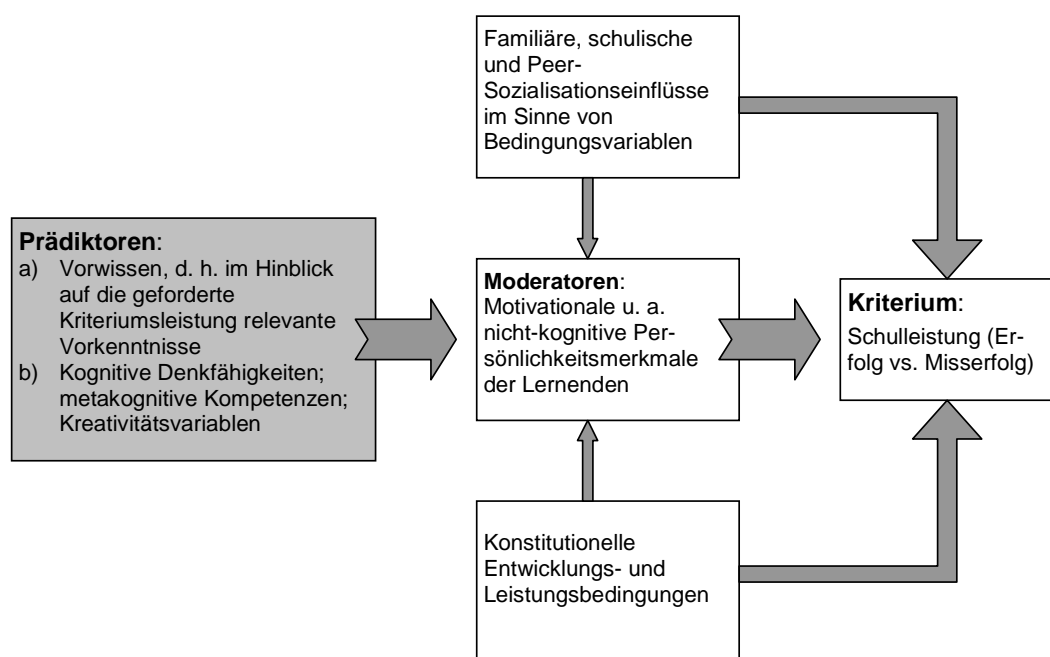 Familiäre, schulische
und Peer-
Sozialisationseinflüsse
im Sinne von
Bedingungsvariablen
Prädiktoren:
a) Vorwissen, d. h. im Hinblick
auf die geforderte
Kriteriumsleistung relevante
Vorkenntnisse
b) Kognitive Denkfähigkeiten;
metakognitive Kompetenzen;
Kreativitätsvariablen
Moderatoren:
Motivationale u. a.
nicht-kognitive Per-
sönlichkeitsmerkmale
der Lernenden
Kriterium:
Schulleistung (Er-
folg vs. Misserfolg)
Konstitutionelle
Entwicklungs- und
Leistungsbedingungen